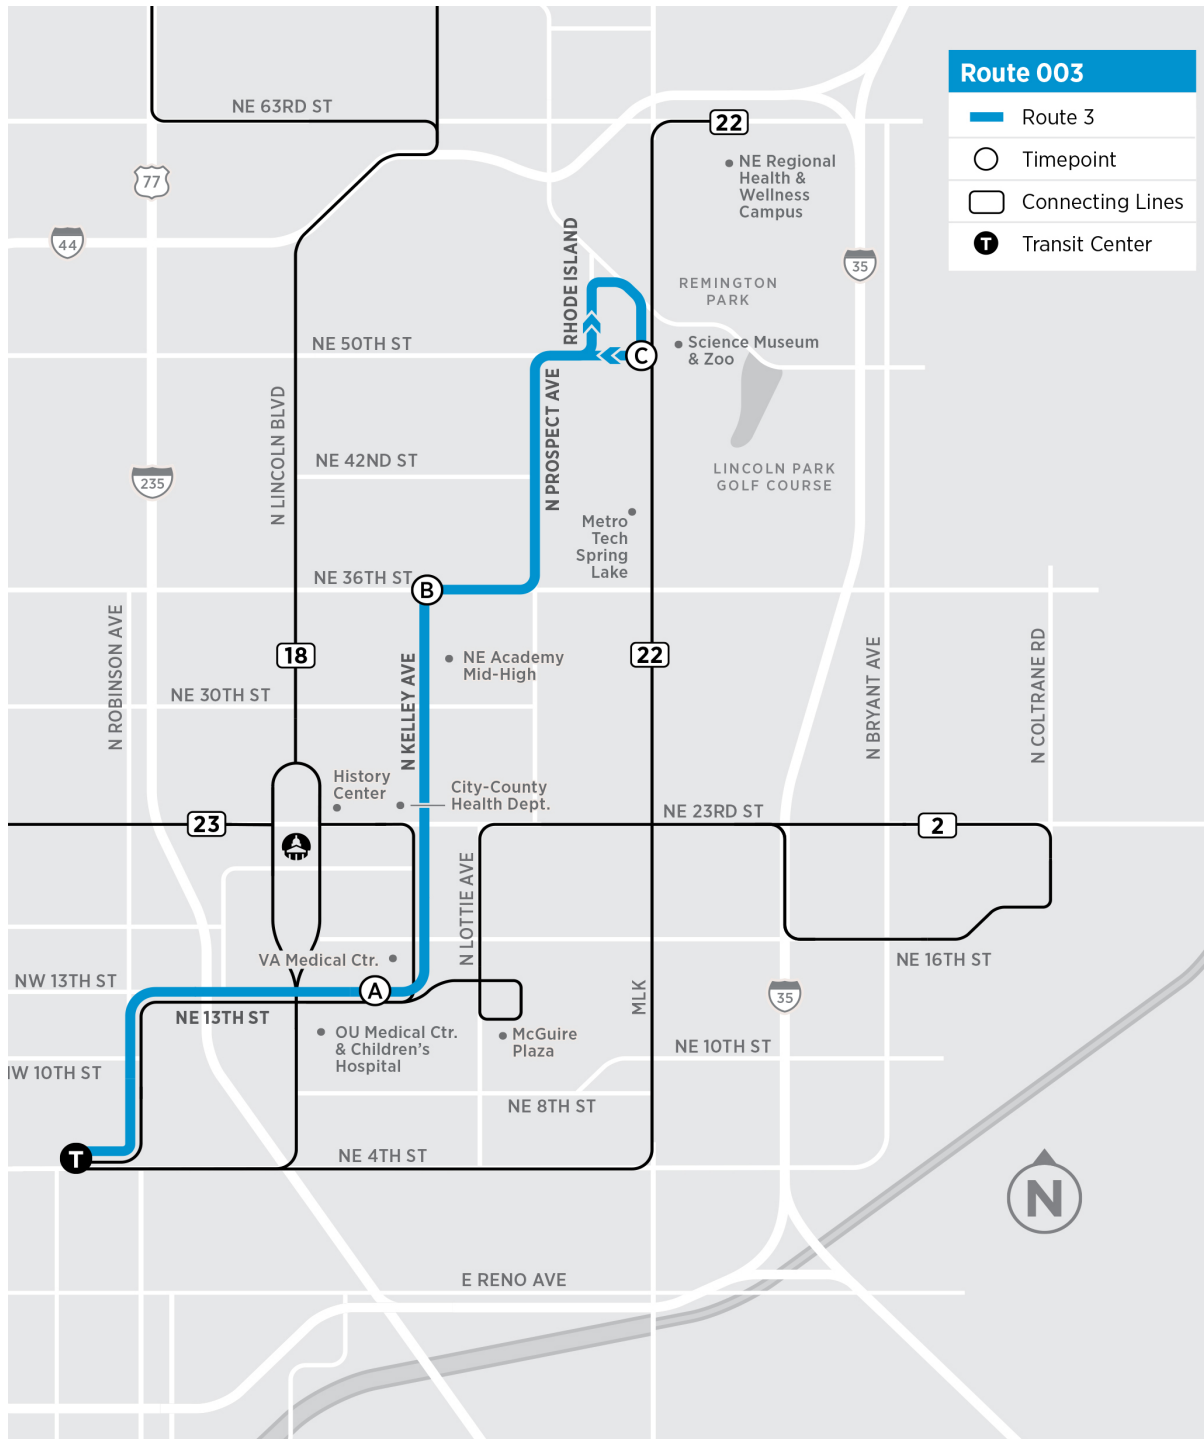 Route 003
Route 3
Timepoint
Connecting Lines
T
Transit Center
NE 63RD ST
22
NE Regional
Health &
Wellness
Campus
77
44
35
RHODE ISLAND
REMINGTON
PARK
NE 50TH ST
C
Science Museum
& Zoo
N LINCOLN BLVD
N PROSPECT AVE
NE 42ND ST
235
LINCOLN PARK
GOLF COURSE
Metro
Tech
Spring
Lake
NE 36TH ST
B
N ROBINSON AVE
18
22
NE Academy
Mid-High
N KELLEY AVE
N BRYANT AVE
N COLTRANE RD
NE 30TH ST
History
Center
City-County
Health Dept.
23
NE 23RD ST
2
N LOTTIE AVE
VA Medical Ctr.
NE 16TH ST
NW 13TH ST
A
NE 13TH ST
MLK
35
OU Medical Ctr.
& Children's
Hospital
McGuire
Plaza
NE 10TH ST
W 10TH ST
NE 8TH ST
T
NE 4TH ST
N
E RENO AVE